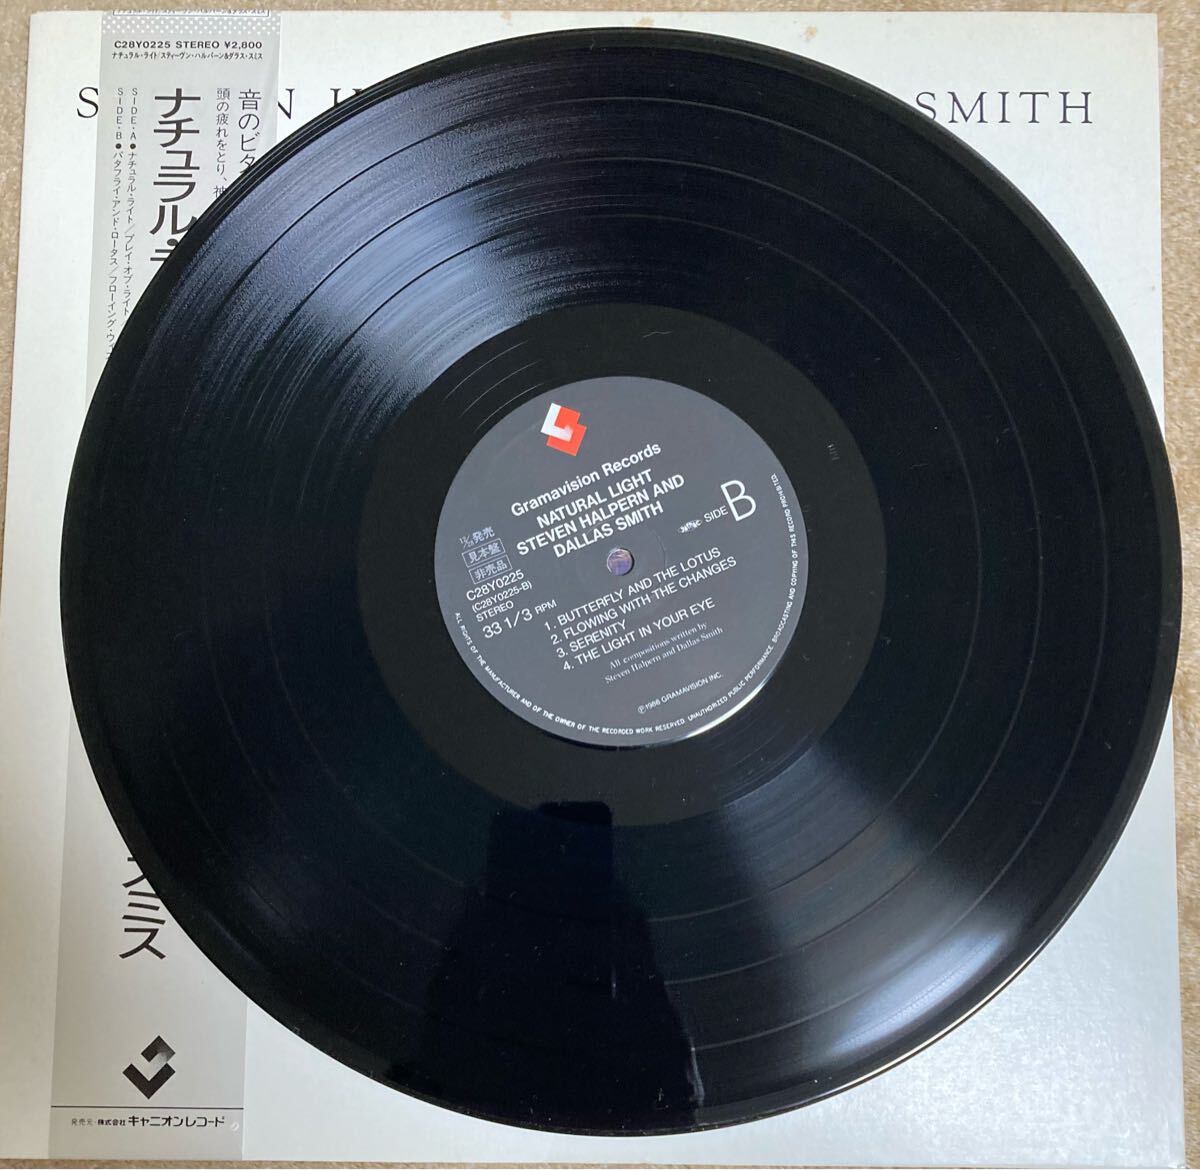 C28Y0225 STEREO ¥2,800
ナチュラル・ライト/スティーヴン・ハルパーン&ダラス・スミス
SMITH
音のビタ
頭の疲れをとり、神
ナチュラル・
SIDE・A●ナチュラル・ライト/プレイ・オブ・ライト
SIDE・B●バタフライ・アンド・ロータス/フローイング・ウィズ
ミス
発売元・株式会社キャニオンレコード
Gramavision Records
NATURAL LIGHT
STEVEN HALPERN AND
DALLAS SMITH
SIDE B
12/28発売
見本盤
非売品
C28Y0225
(C28Y0225-B)
STEREO
33 1/3 RPM
1. BUTTERFLY AND THE LOTUS
2. FLOWING WITH THE CHANGES
3. SERENITY
4. THE LIGHT IN YOUR EYE
All compositions written by
Steven Halpern and Dallas Smith
Ⓟ1986 GRAMAVISION INC.
ALL RIGHTS OF THE MANUFACTURER AND OF THE OWNER OF THE RECORDED WORK RESERVED. UNAUTHORIZED PUBLIC PERFORMANCE, BROADCASTING AND COPYING OF THIS RECORD PROHIBITED.